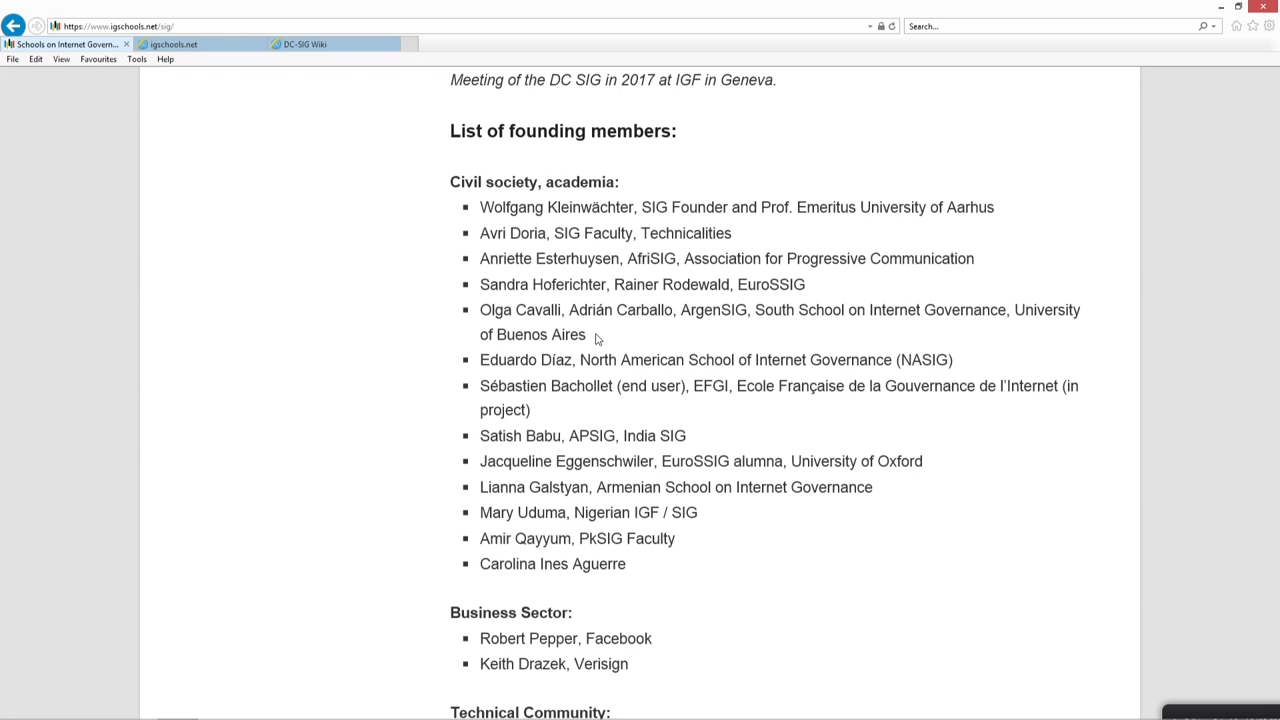 https://www.igschools.net/sig/
Search...
Schools on Internet Govern...
igschools.net
DC-SIG Wiki
File Edit View Favourites Tools Help
Meeting of the DC SIG in 2017 at IGF in Geneva.
List of founding members:
Civil society, academia:
Wolfgang Kleinwächter, SIG Founder and Prof. Emeritus University of Aarhus
Avri Doria, SIG Faculty, Technicalities
Anriette Esterhuysen, AfriSIG, Association for Progressive Communication
Sandra Hoferichter, Rainer Rodewald, EuroSSIG
Olga Cavalli, Adrián Carballo, ArgenSIG, South School on Internet Governance, University
of Buenos Aires
Eduardo Díaz, North American School of Internet Governance (NASIG)
Sébastien Bachollet (end user), EFGI, Ecole Française de la Gouvernance de l'Internet (in
project)
Satish Babu, APSIG, India SIG
Jacqueline Eggenschwiler, EuroSSIG alumna, University of Oxford
Lianna Galstyan, Armenian School on Internet Governance
Mary Uduma, Nigerian IGF / SIG
Amir Qayyum, PkSIG Faculty
Carolina Ines Aguerre
Business Sector:
Robert Pepper, Facebook
Keith Drazek, Verisign
Technical Community: